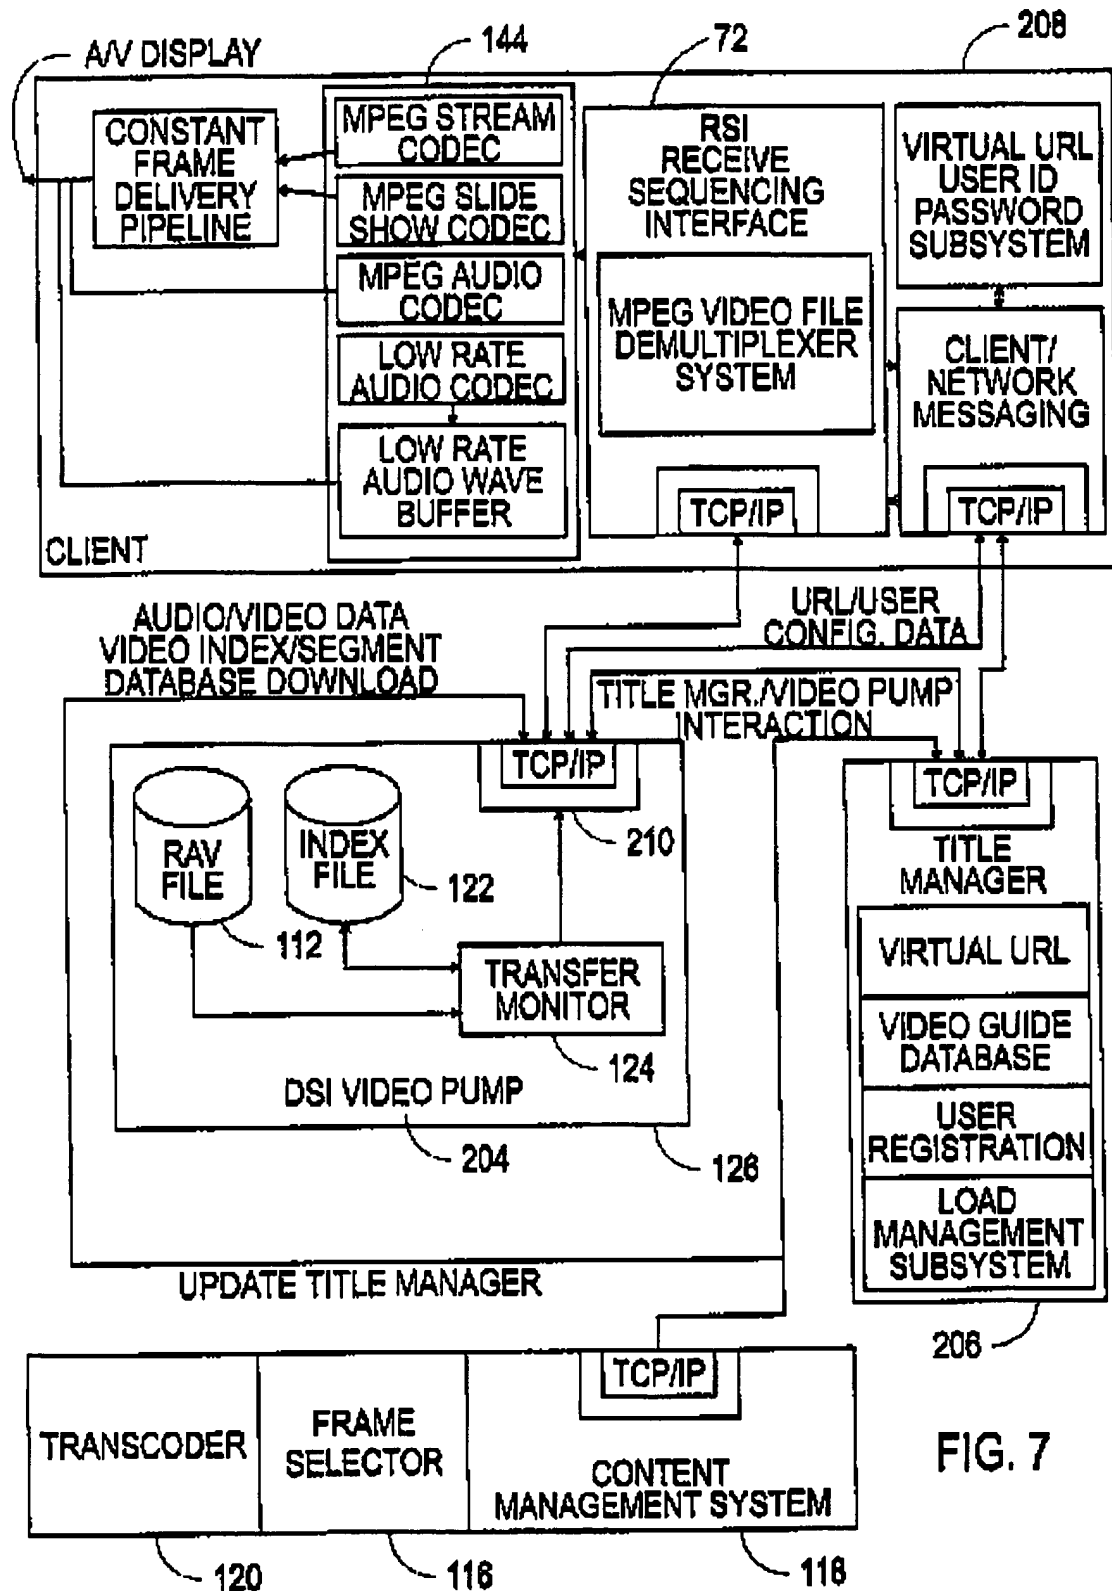 A/V DISPLAY
144
72
208
CONSTANT
FRAME
DELIVERY
PIPELINE
MPEG STREAM
CODEC
MPEG SLIDE
SHOW CODEC
MPEG AUDIO
CODEC
LOW RATE
AUDIO CODEC
LOW RATE
AUDIO WAVE
BUFFER
RSI
RECEIVE
SEQUENCING
INTERFACE
MPEG VIDEO FILE
DEMULTIPLEXER
SYSTEM
TCP/IP
VIRTUAL URL
USER ID
PASSWORD
SUBSYSTEM
CLIENT/
NETWORK
MESSAGING
TCP/IP
CLIENT
AUDIO/VIDEO DATA
VIDEO INDEX/SEGMENT
DATABASE DOWNLOAD
URL/USER
CONFIG. DATA
TITLE MGR./VIDEO PUMP
INTERACTION
TCP/IP
210
RAV
FILE
112
INDEX
FILE
122
TRANSFER
MONITOR
124
DSI VIDEO PUMP
204
126
TCP/IP
TITLE
MANAGER
VIRTUAL URL
VIDEO GUIDE
DATABASE
USER
REGISTRATION
LOAD
MANAGEMENT
SUBSYSTEM
206
UPDATE TITLE MANAGER
TRANSCODER
FRAME
SELECTOR
TCP/IP
CONTENT
MANAGEMENT SYSTEM
120
116
118
FIG. 7